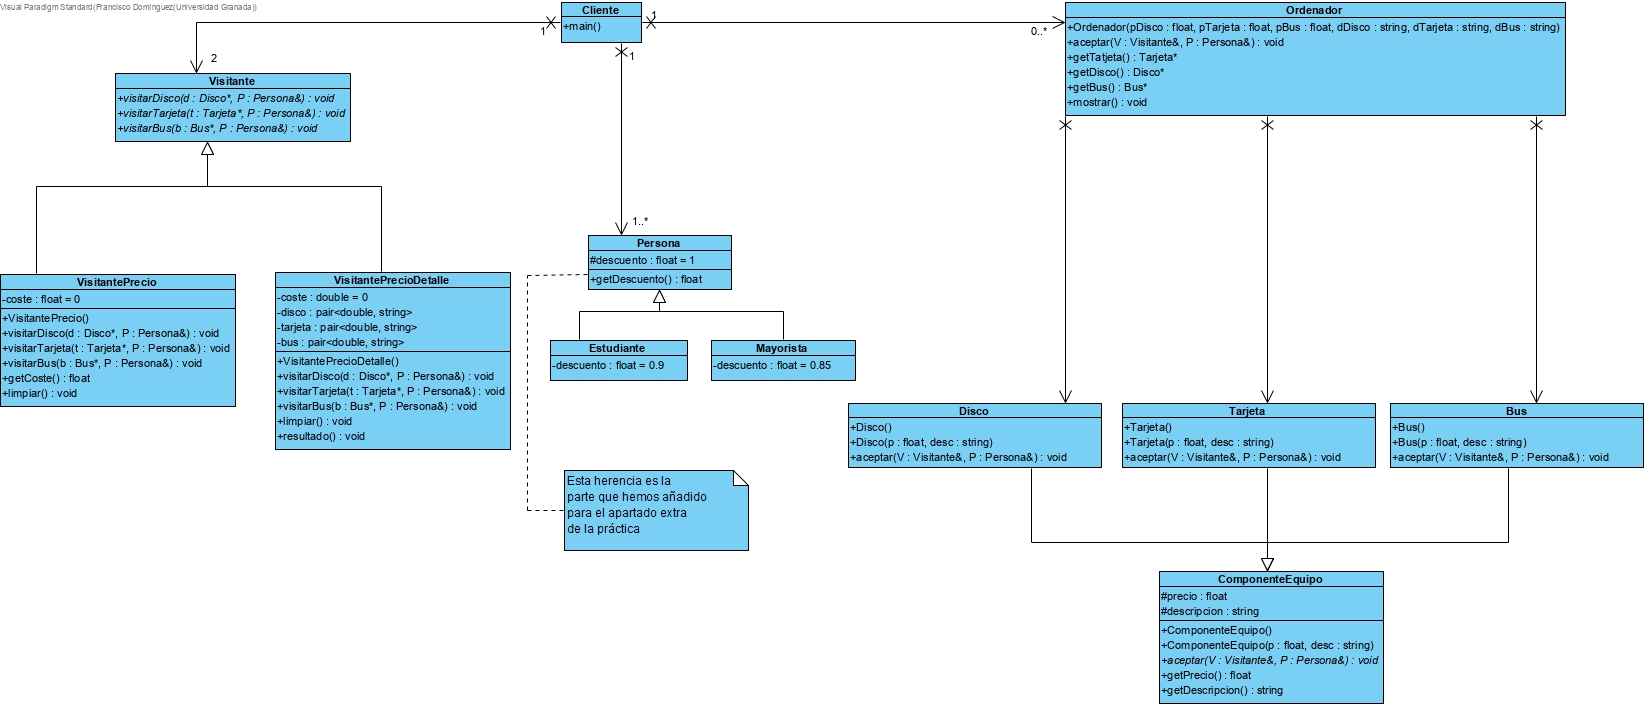 Visual Paradigm Standard(Francisco Domínguez(Universidad Granada))
Cliente
+main()
1
2
1
0..*
1
1..*
Ordenador
+Ordenador(pDisco : float, pTarjeta : float, pBus : float, dDisco : string, dTarjeta : string, dBus : string)
+aceptar(V : Visitante&, P : Persona&) : void
+getTatjeta() : Tarjeta*
+getDisco() : Disco*
+getBus() : Bus*
+mostrar() : void
Visitante
+visitarDisco(d : Disco*, P : Persona&) : void
+visitarTarjeta(t : Tarjeta*, P : Persona&) : void
+visitarBus(b : Bus*, P : Persona&) : void
VisitantePrecio
-coste : float = 0
+VisitantePrecio()
+visitarDisco(d : Disco*, P : Persona&) : void
+visitarTarjeta(t : Tarjeta*, P : Persona&) : void
+visitarBus(b : Bus*, P : Persona&) : void
+getCoste() : float
+limpiar() : void
VisitantePrecioDetalle
-coste : double = 0
-disco : pair<double, string>
-tarjeta : pair<double, string>
-bus : pair<double, string>
+VisitantePrecioDetalle()
+visitarDisco(d : Disco*, P : Persona&) : void
+visitarTarjeta(t : Tarjeta*, P : Persona&) : void
+visitarBus(b : Bus*, P : Persona&) : void
+limpiar() : void
+resultado() : void
Persona
#descuento : float = 1
+getDescuento() : float
Estudiante
-descuento : float = 0.9
Mayorista
-descuento : float = 0.85
Esta herencia es la
parte que hemos añadido
para el apartado extra
de la práctica
Disco
+Disco()
+Disco(p : float, desc : string)
+aceptar(V : Visitante&, P : Persona&) : void
Tarjeta
+Tarjeta()
+Tarjeta(p : float, desc : string)
+aceptar(V : Visitante&, P : Persona&) : void
Bus
+Bus()
+Bus(p : float, desc : string)
+aceptar(V : Visitante&, P : Persona&) : void
ComponenteEquipo
#precio : float
#descripcion : string
+ComponenteEquipo()
+ComponenteEquipo(p : float, desc : string)
+aceptar(V : Visitante&, P : Persona&) : void
+getPrecio() : float
+getDescripcion() : string